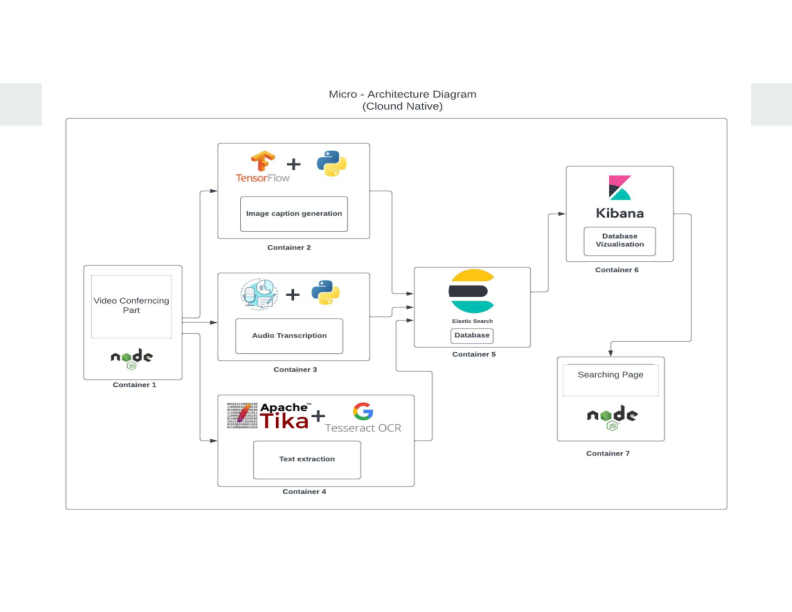 Micro - Architecture Diagram
(Clound Native)
TensorFlow
+
Image caption generation
Container 2
Video Conferncing
Part
node
JS
Container 1
+
Audio Transcription
Container 3
APACHE™
Tika
+
Tesseract OCR
Text extraction
Container 4
Elastic Search
Database
Container 5
Kibana
Database
Vizualisation
Container 6
Searching Page
node
JS
Container 7